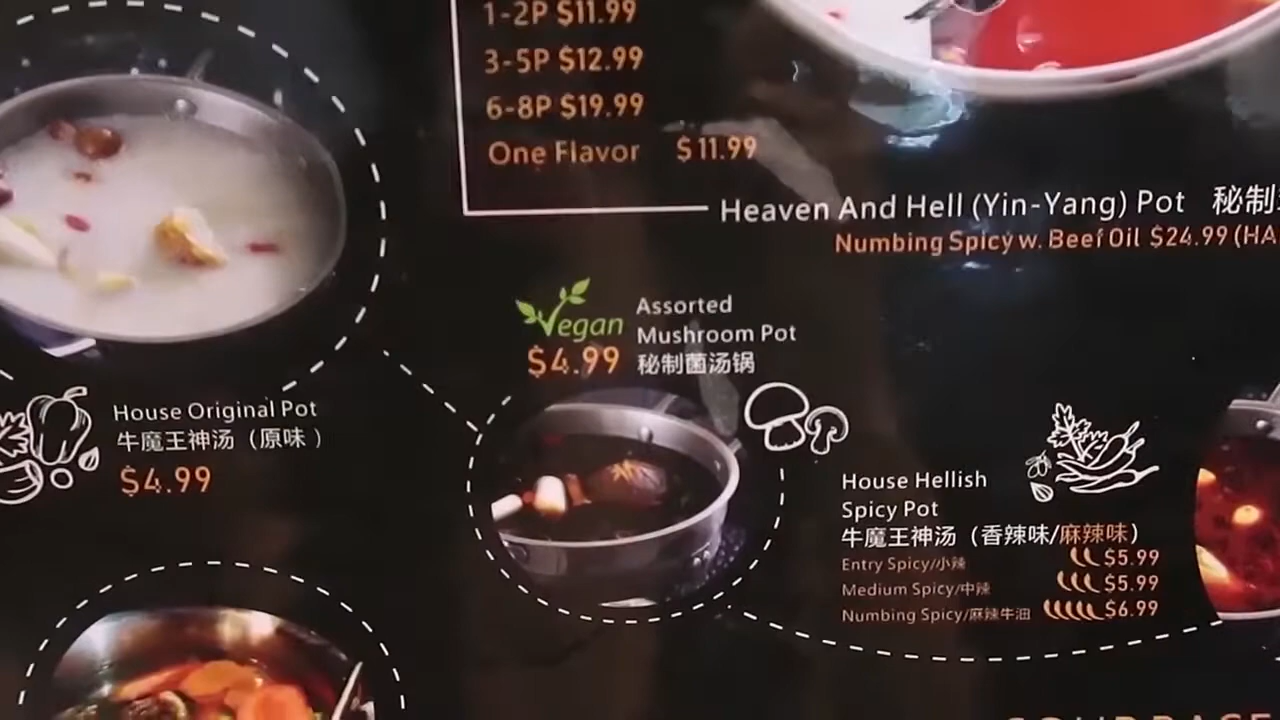 1-2P $11.99
3-5P $12.99
6-8P $19.99
One Flavor $11.99
Heaven And Hell (Yin-Yang) Pot 秘制
Numbing Spicy w. Beef Oil $24.99 (HA
Vegan
$4.99
Assorted
Mushroom Pot
秘制菌汤锅
House Original Pot
牛魔王神汤（原味）
$4.99
House Hellish
Spicy Pot
牛魔王神汤（香辣味/麻辣味）
Entry Spicy/小辣 $5.99
Medium Spicy/中辣 $5.99
Numbing Spicy/麻辣牛油 $6.99